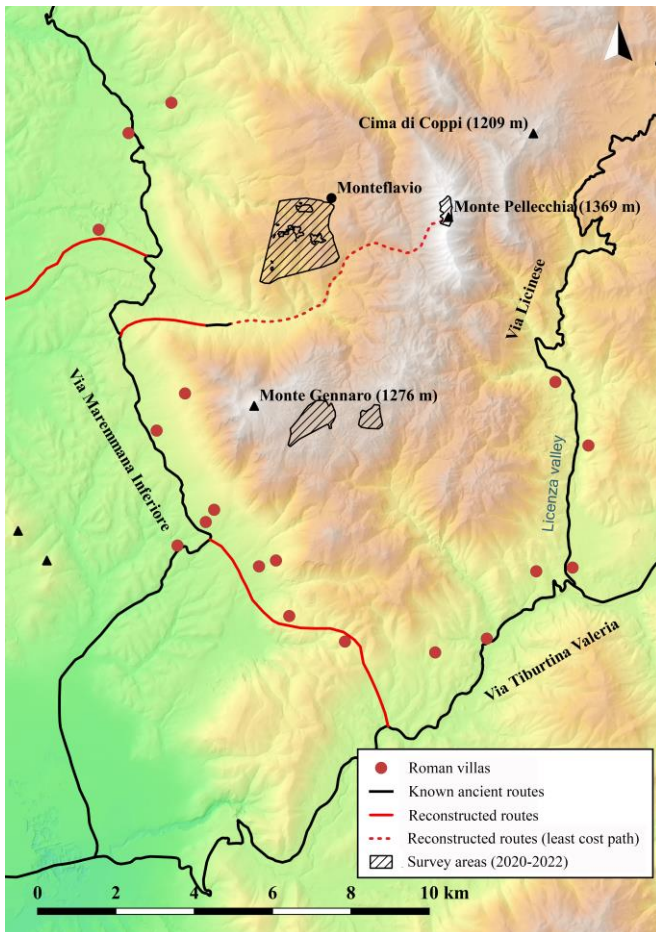 Cima di Coppi (1209 m)
Monteflavio
Monte Pellecchia (1369 m)
Via Licinese
Monte Gennaro (1276 m)
Via Maremmana Inferiore
Licenza valley
Via Tiburtina Valeria
Roman villas
Known ancient routes
Reconstructed routes
Reconstructed routes (least cost path)
Survey areas (2020-2022)
0 2 4 6 8 10 km